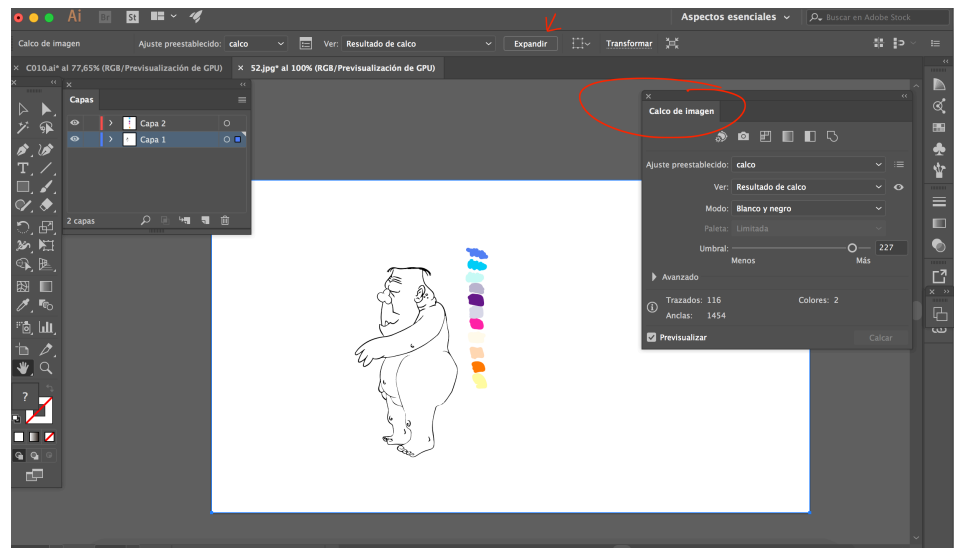 Ai Br St Aspectos esenciales Buscar en Adobe Stock
Calco de imagen Ajuste preestablecido: calco Ver: Resultado de calco Expandir Transformar
× C010.ai* al 77,65% (RGB/Previsualización de GPU) × 52.jpg* al 100% (RGB/Previsualización de GPU)
Capas
Capa 2
Capa 1
2 capas
Calco de imagen
Ajuste preestablecido: calco
Ver: Resultado de calco
Modo: Blanco y negro
Paleta: Limitada
Umbral: 227
Menos Más
Avanzado
Trazados: 116 Colores: 2
Anclas: 1454
Previsualizar Calcar
?